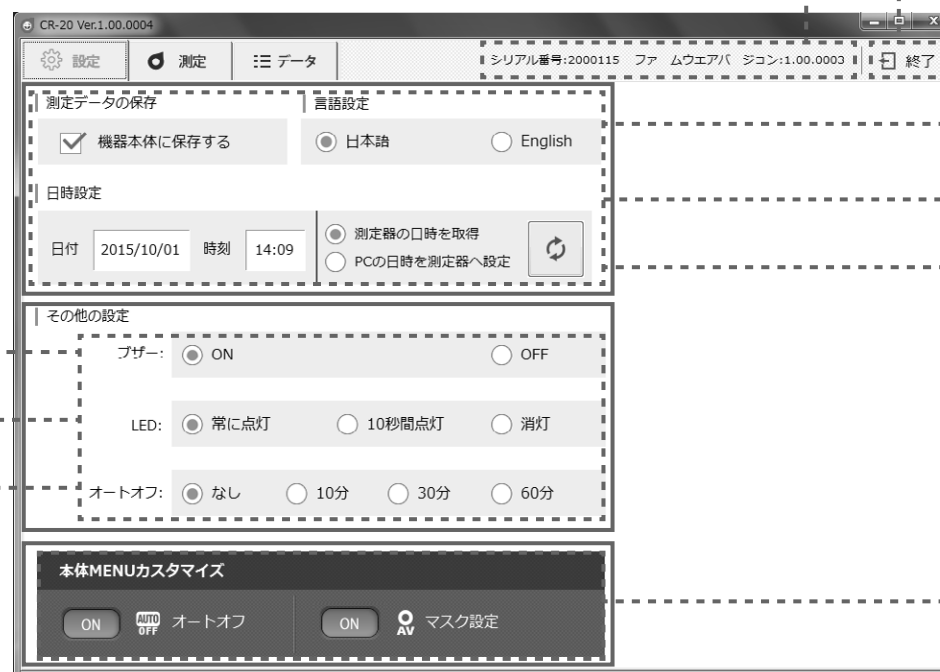 CR-20 Ver.1.00.0004
設定 測定 データ シリアル番号:2000115 ファ ムウエアバ ジコン:1.00.0003 終了
測定データの保存 言語設定
機器本体に保存する 日本語 English
日時設定
日付 2015/10/01 時刻 14:09 測定器の口時を取得
PCの日時を測定器へ設定
その他の設定
ブザー: ON OFF
LED: 常に点灯 10秒間点灯 消灯
オートオフ: なし 10分 30分 60分
本体MENUカスタマイズ
ON AUTO OFF オートオフ ON AV マスク設定